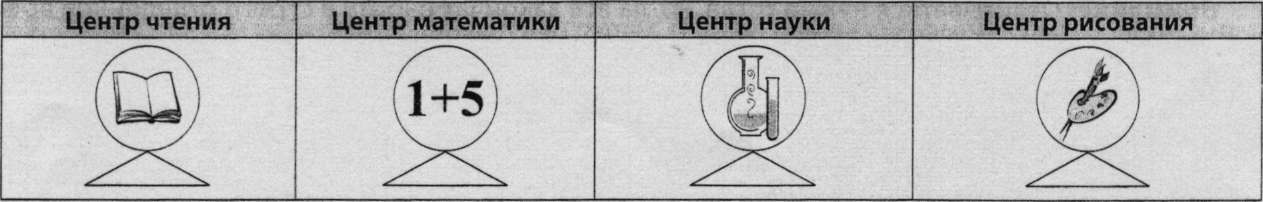 Центр чтения
Центр математики
Центр науки
Центр рисования
1+5